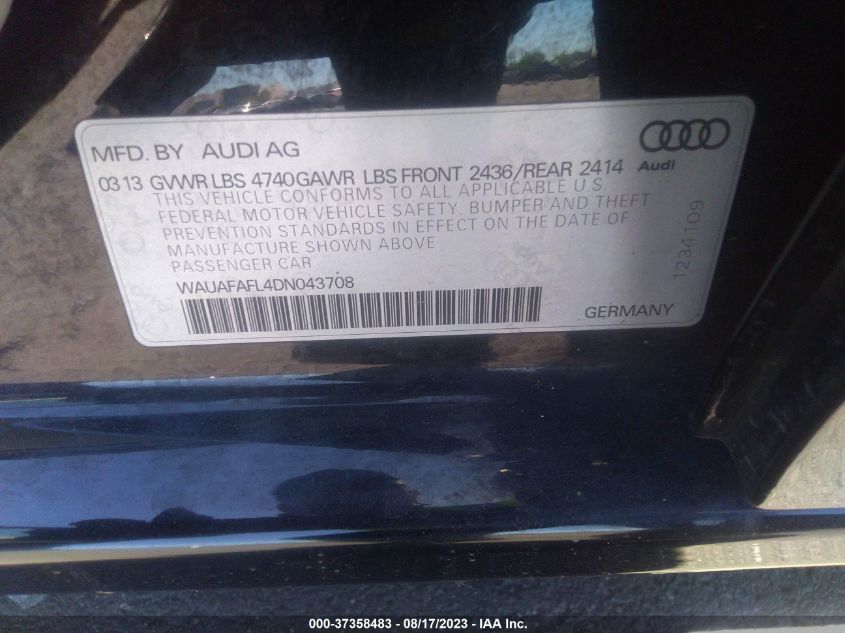 MFD. BY AUDI AG
Audi
03 13 GVWR LBS 4740 GAWR LBS FRONT 2436/REAR 2414
THIS VEHICLE CONFORMS TO ALL APPLICABLE U S
FEDERAL MOTOR VEHICLE SAFETY, BUMPER AND THEFT
PREVENTION STANDARDS IN EFFECT ON THE DATE OF
MANUFACTURE SHOWN ABOVE
PASSENGER CAR
WAUAFAFL4DN043708
GERMANY
1234109
000-37358483 - 08/17/2023 - IAA Inc.